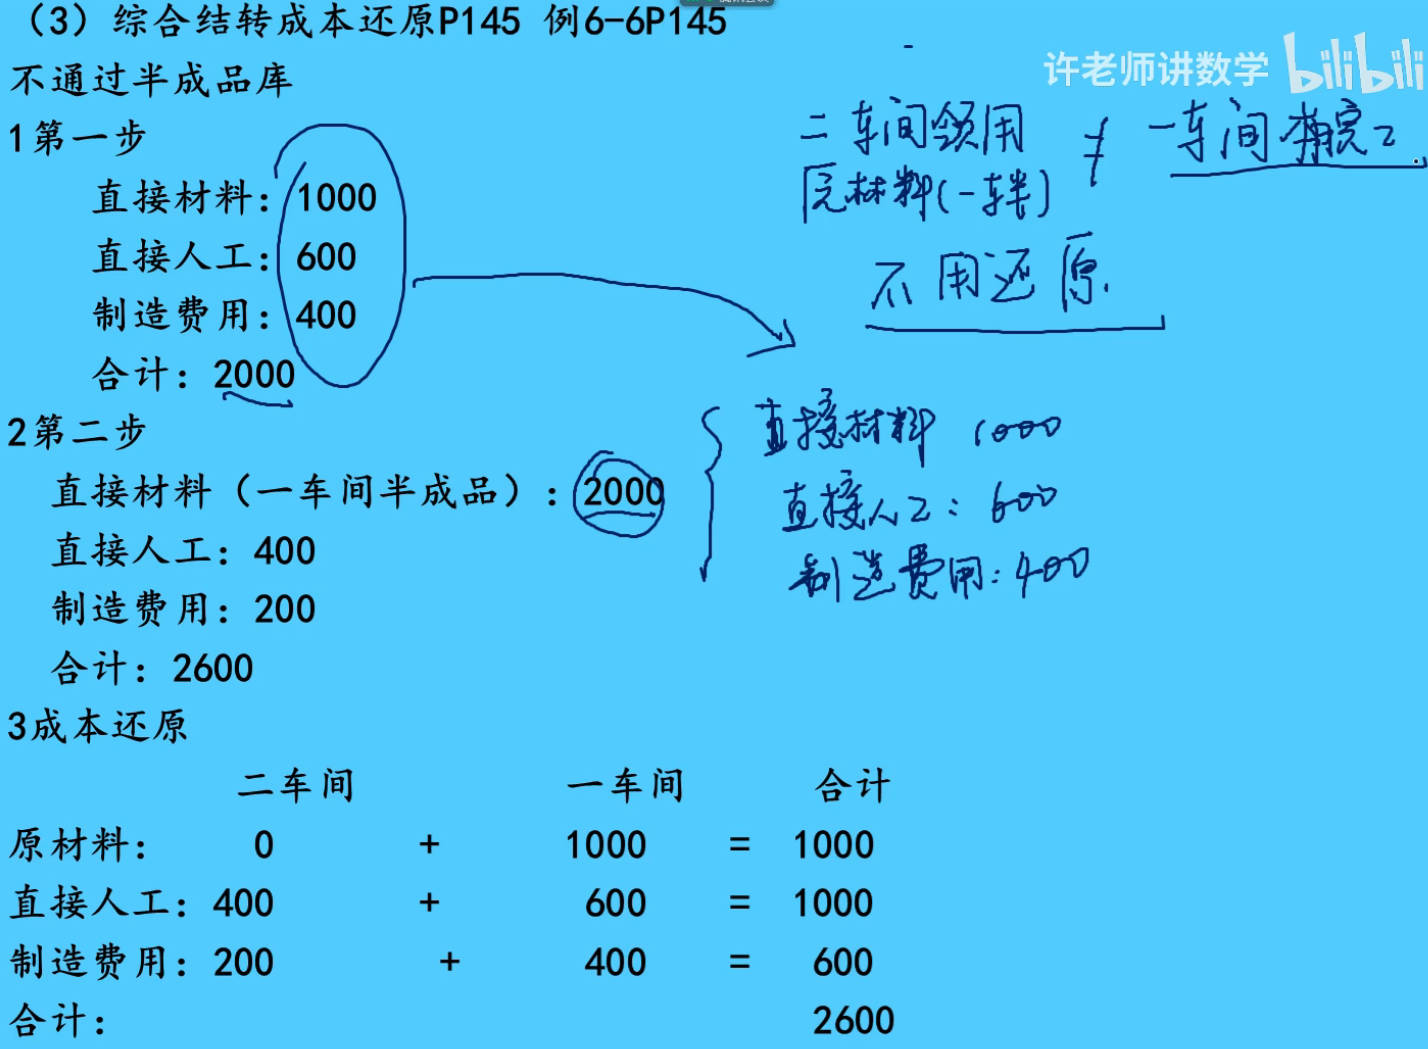 （3）综合结转成本还原P145 例6-6P145
许老师讲数学 bilibili
不通过半成品库
1第一步
直接材料：1000
直接人工：600
制造费用：400
合计：2000
二车间领用 ≠ 一车间 完工
原材料(一车半)
不用还原
2第二步
直接材料（一车间半成品）：2000
直接人工：400
制造费用：200
合计：2600
直接材料 1000
直接人工：600
制造费用：400
3成本还原
二车间 一车间 合计
原材料： 0 + 1000 = 1000
直接人工：400 + 600 = 1000
制造费用：200 + 400 = 600
合计： 2600